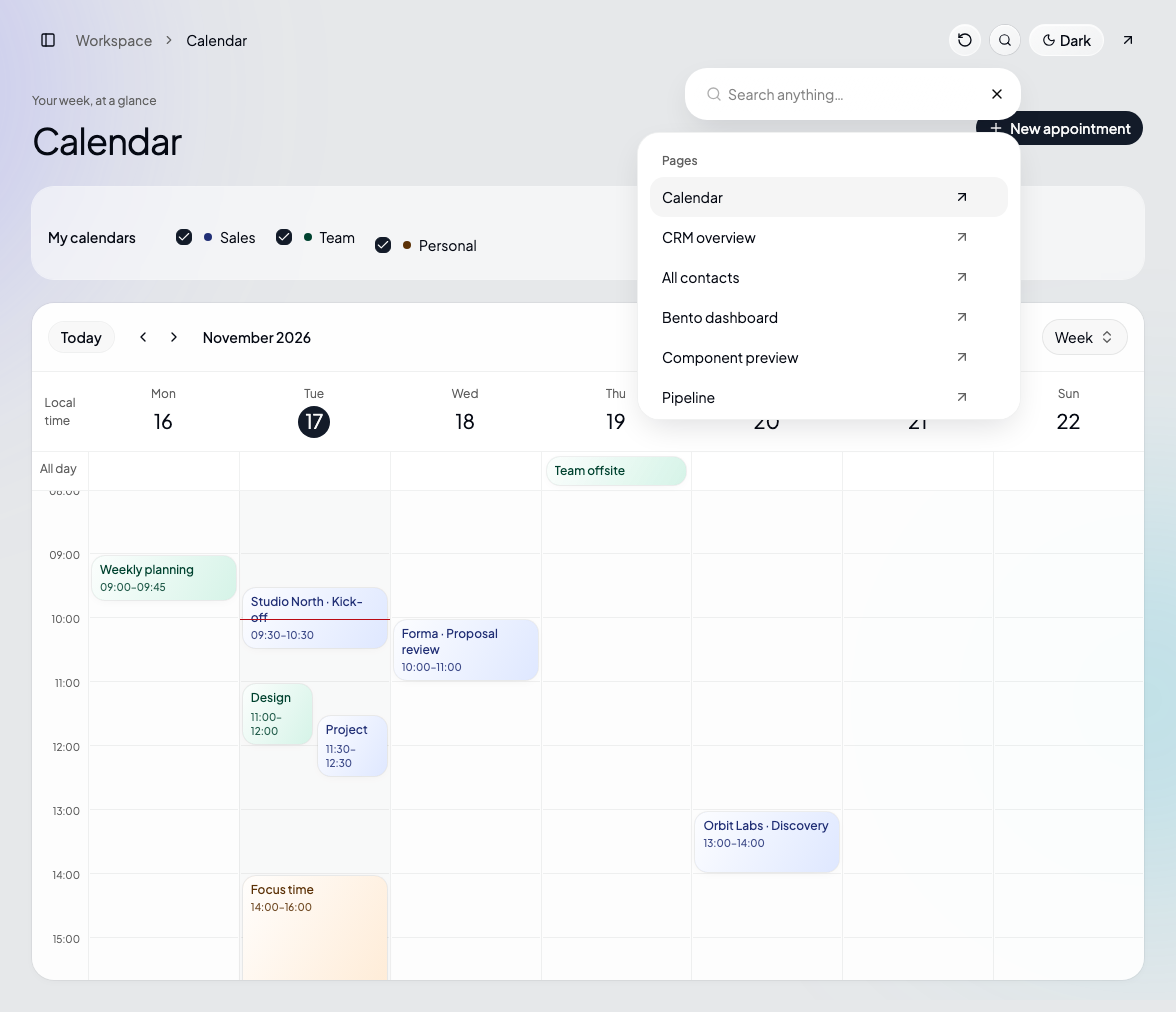 Workspace
Calendar
Dark
Your week, at a glance
Search anything...
Calendar
New appointment
Pages
Calendar
CRM overview
All contacts
Bento dashboard
Component preview
Pipeline
My calendars
Sales
Team
Personal
Today
November 2026
Week
Local
time
Mon
16
Tue
17
Wed
18
Thu
19
20
21
Sun
22
All day
Team offsite
08:00
09:00
Weekly planning
09:00–09:45
Studio North · Kick-
off
09:30–10:30
10:00
Forma · Proposal
review
10:00–11:00
11:00
Design
11:00–
12:00
Project
11:30–
12:30
12:00
13:00
Orbit Labs · Discovery
13:00–14:00
14:00
Focus time
14:00–16:00
15:00